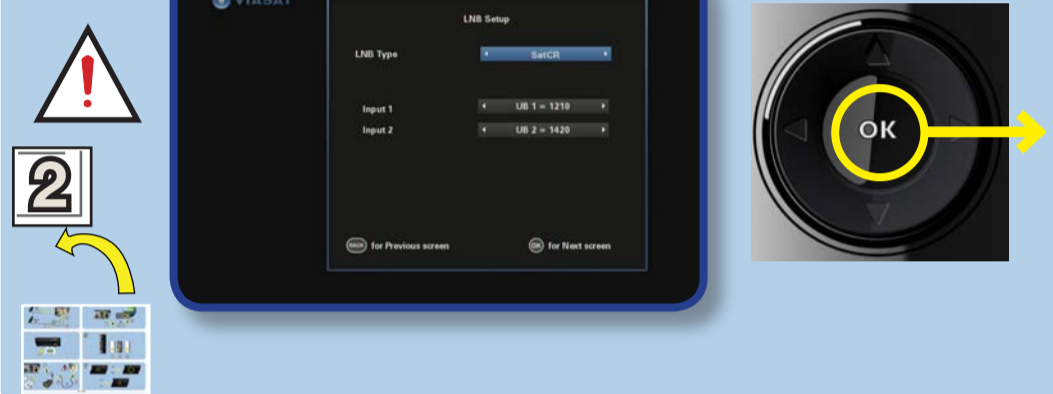 VIASAT
LNB Setup
LNB Type SatCR
Input 1 UB 1 = 1210
Input 2 UB 2 = 1420
BACK for Previous screen OK for Next screen
OK
!
2